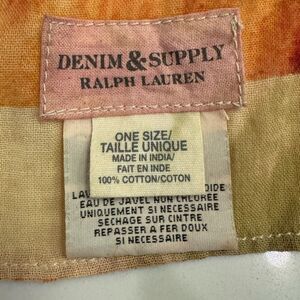 DENIM & SUPPLY
RALPH LAUREN
ONE SIZE/
TAILLE UNIQUE
MADE IN INDIA/
FAIT EN INDE
100% COTTON/COTON
EAU DE JAVEL NON CHLOREE
UNIQUEMENT SI NECESSAIRE
SECHAGE SUR CINTRE
REPASSER A FER DOUX
SI NECESSAIRE